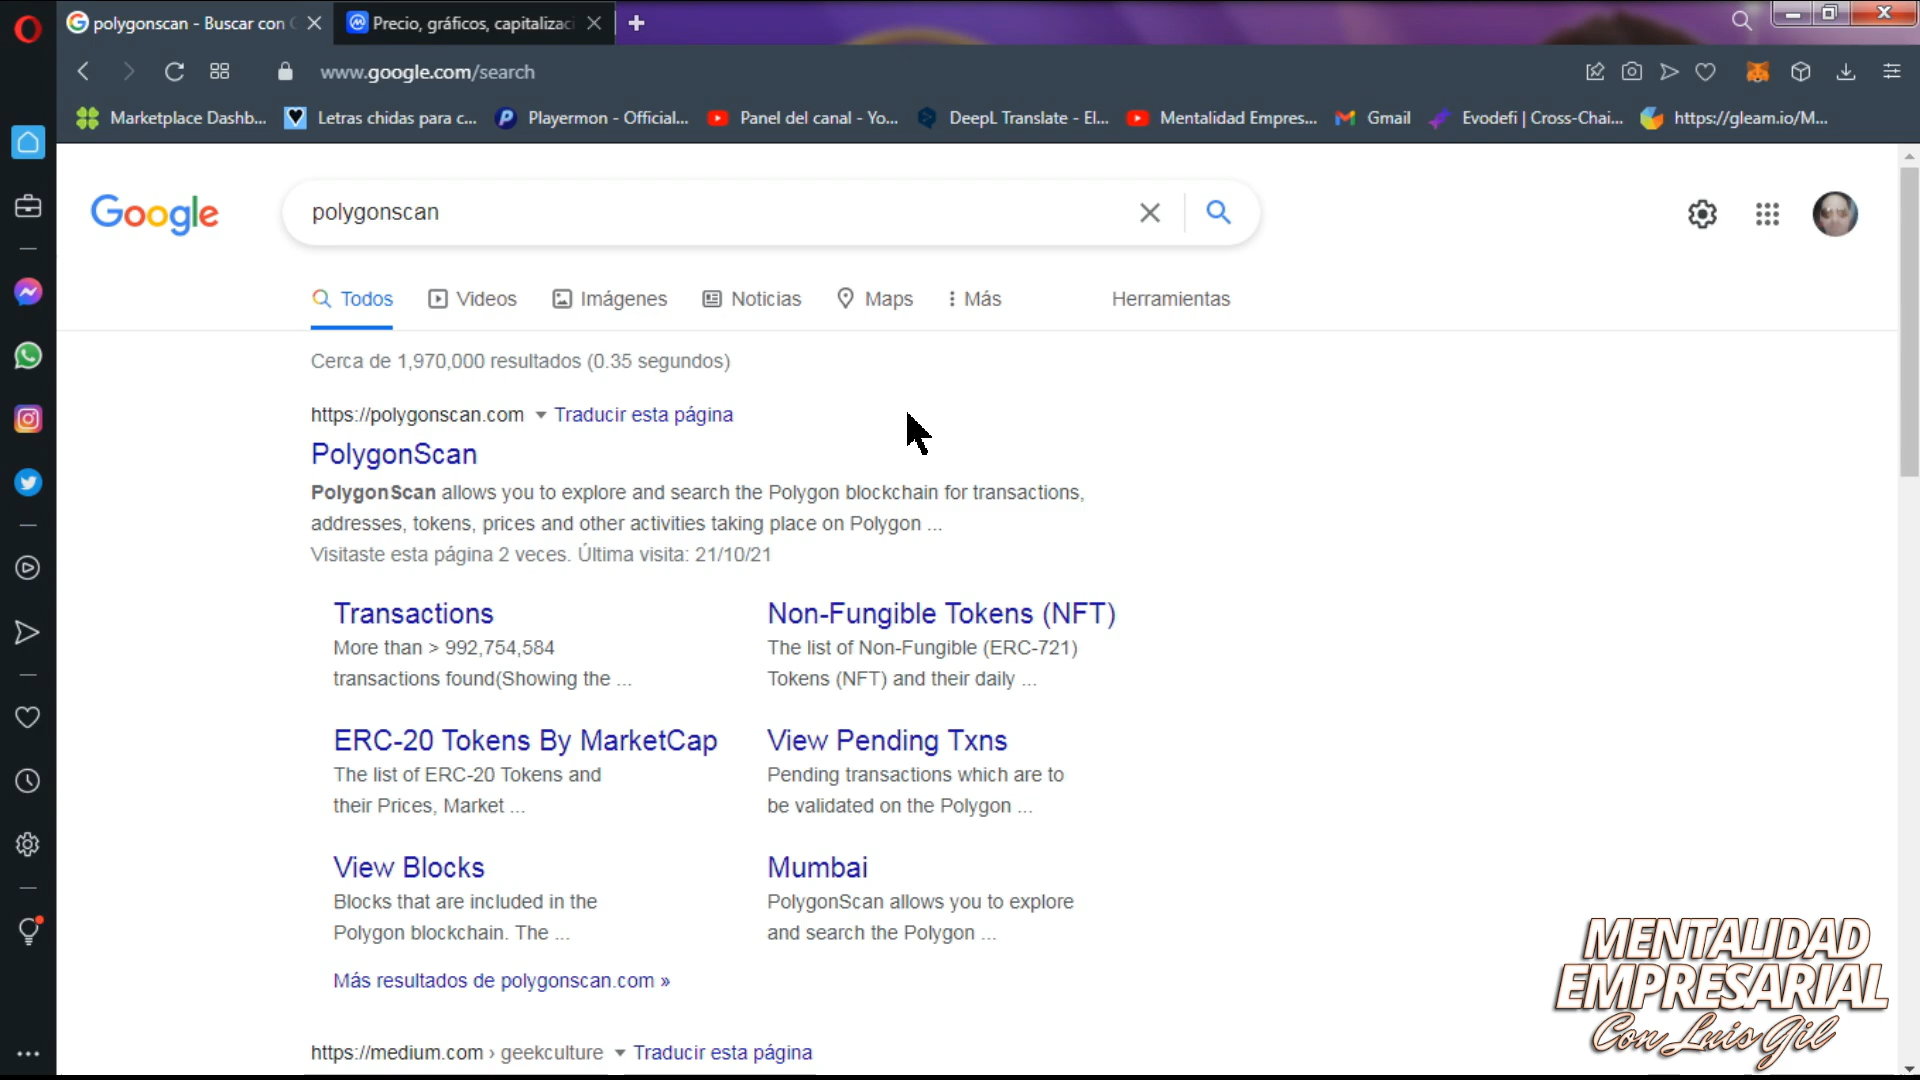 polygonscan - Buscar con
Precio, gráficos, capitalizac
www.google.com/search
Marketplace Dashb...
Letras chidas para c...
Playermon - Official...
Panel del canal - Yo...
DeepL Translate - El...
Mentalidad Empres...
Gmail
Evodefi | Cross-Chai...
https://gleam.io/M...
Google
polygonscan
Todos
Videos
Imágenes
Noticias
Maps
Más
Herramientas
Cerca de 1,970,000 resultados (0.35 segundos)
https://polygonscan.com Traducir esta página
PolygonScan
PolygonScan allows you to explore and search the Polygon blockchain for transactions,
addresses, tokens, prices and other activities taking place on Polygon ...
Visitaste esta página 2 veces. Última visita: 21/10/21
Transactions
More than > 992,754,584
transactions found(Showing the ...
Non-Fungible Tokens (NFT)
The list of Non-Fungible (ERC-721)
Tokens (NFT) and their daily ...
ERC-20 Tokens By MarketCap
The list of ERC-20 Tokens and
their Prices, Market ...
View Pending Txns
Pending transactions which are to
be validated on the Polygon ...
View Blocks
Blocks that are included in the
Polygon blockchain. The ...
Mumbai
PolygonScan allows you to explore
and search the Polygon ...
Más resultados de polygonscan.com »
https://medium.com › geekculture Traducir esta página
MENTALIDAD
EMPRESARIAL
Con Luis Gil